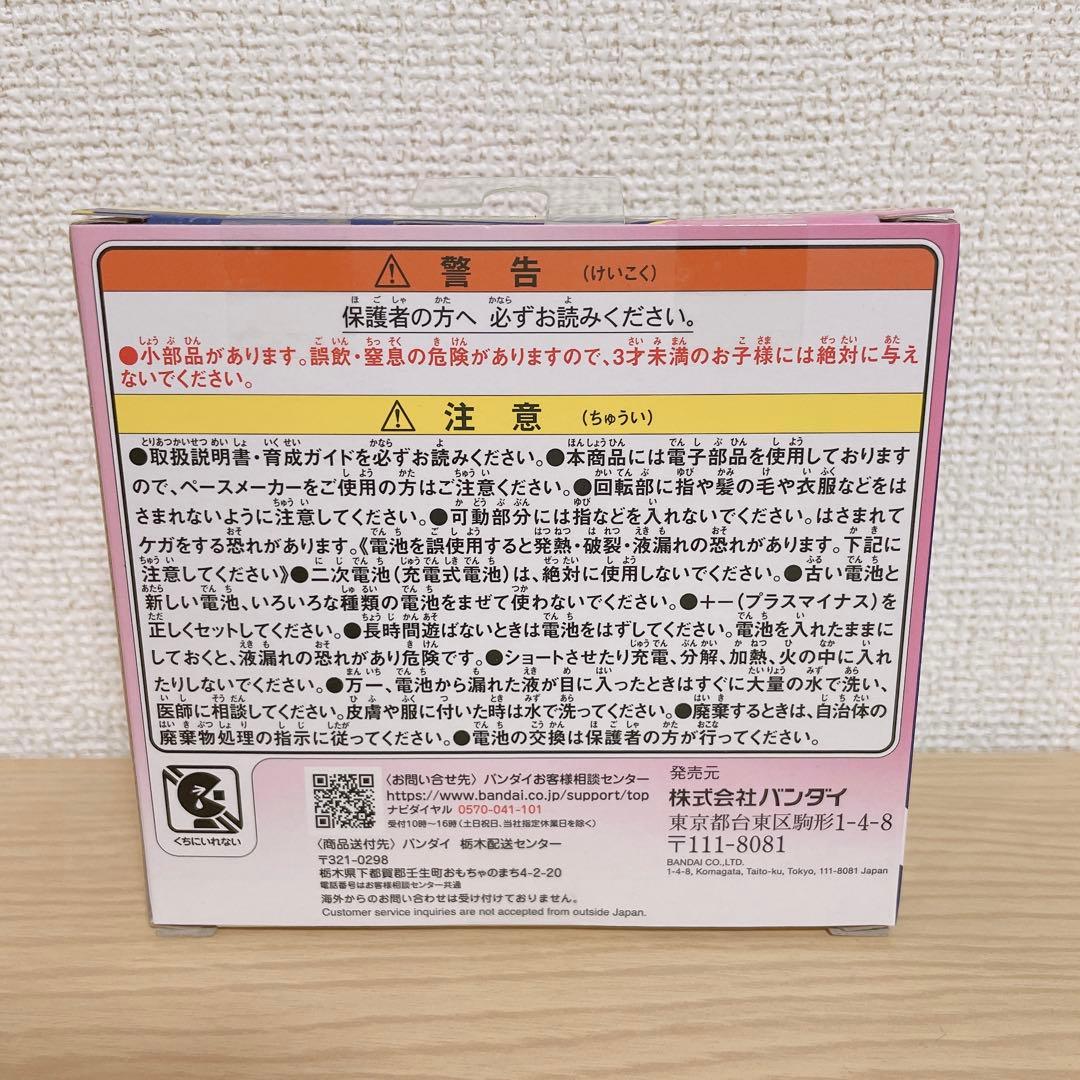 ⚠ 警告 (けいこく)
保護者の方へ 必ずお読みください。
●小部品があります。誤飲・窒息の危険がありますので、3才未満のお子様には絶対に与え
ないでください。
⚠ 注意 (ちゅうい)
●取扱説明書・育成ガイドを必ずお読みください。●本商品には電子部品を使用しております
ので、ペースメーカーをご使用の方はご注意ください。●回転部に指や髪の毛や衣服などをは
さまれないように注意してください。●可動部分には指などを入れないでください。はさまれて
ケガをする恐れがあります。《電池を誤使用すると発熱・破裂・液漏れの恐れがあります。下記に
注意してください》●二次電池(充電式電池)は、絶対に使用しないでください。●古い電池と
新しい電池、いろいろな種類の電池をまぜて使わないでください。●+−(プラスマイナス)を
正しくセットしてください。●長時間遊ばないときは電池をはずしてください。電池を入れたままに
しておくと、液漏れの恐れがあり危険です。●ショートさせたり充電、分解、加熱、火の中に入れ
たりしないでください。●万一、電池から漏れた液が目に入ったときはすぐに大量の水で洗い、
医師に相談してください。皮膚や服に付いた時は水で洗ってください。●廃棄するときは、自治体の
廃棄物処理の指示に従ってください。●電池の交換は保護者の方が行ってください。
くちにいれない
〈お問い合せ先〉バンダイお客様相談センター
https://www.bandai.co.jp/support/top
ナビダイヤル 0570-041-101
受付10時～16時(土日祝日、当社指定休業日を除く)
〈商品送付先〉バンダイ 栃木配送センター
〒321-0298
栃木県下都賀郡壬生町おもちゃのまち4-2-20
電話番号はお客様相談センター共通
海外からのお問い合わせは受け付けておりません。
Customer service inquiries are not accepted from outside Japan.
発売元
株式会社バンダイ
東京都台東区駒形1-4-8
〒111-8081
BANDAI CO.,LTD.
1-4-8, Komagata, Taito-ku, Tokyo, 111-8081 Japan